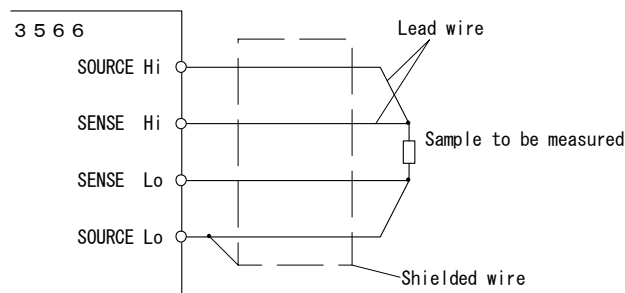 ３５６６
Lead wire
SOURCE Hi
SENSE Hi
Sample to be measured
SENSE Lo
SOURCE Lo
Shielded wire